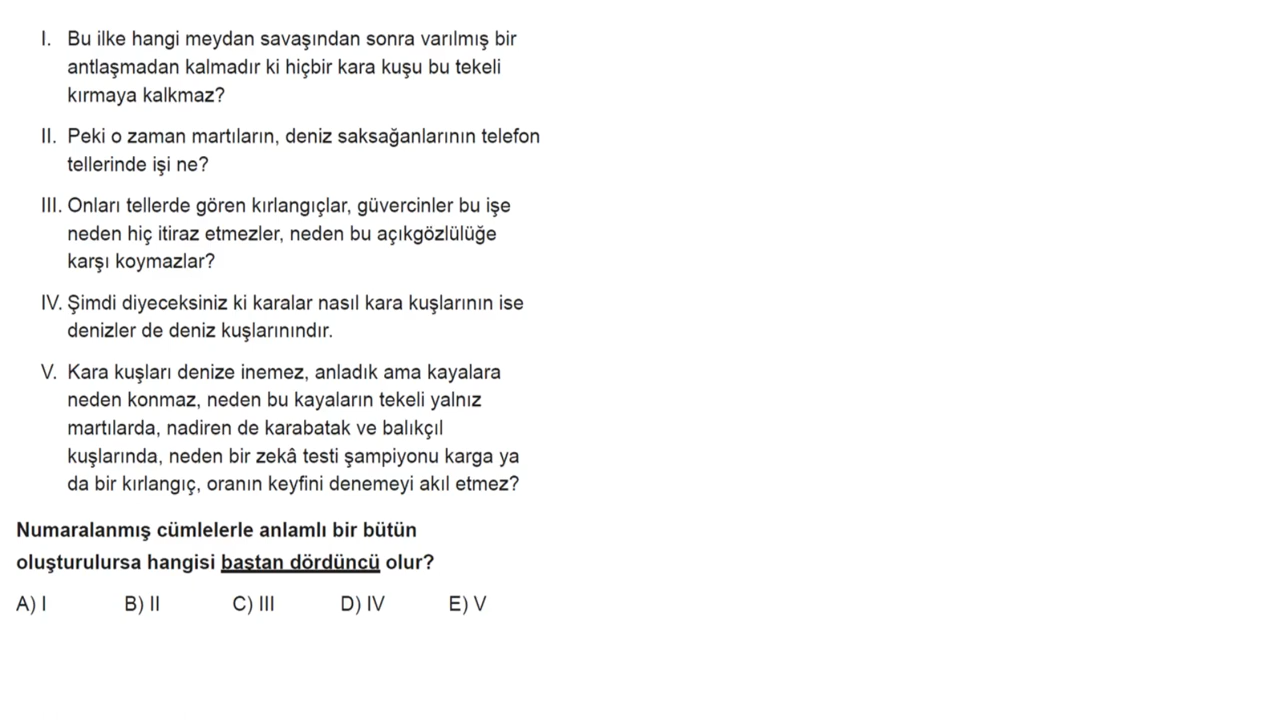 I. Bu ilke hangi meydan savaşından sonra varılmış bir
antlaşmadan kalmadır ki hiçbir kara kuşu bu tekeli
kırmaya kalkmaz?
II. Peki o zaman martıların, deniz saksağanlarının telefon
tellerinde işi ne?
III. Onları tellerde gören kırlangıçlar, güvercinler bu işe
neden hiç itiraz etmezler, neden bu açıkgözlülüğe
karşı koymazlar?
IV. Şimdi diyeceksiniz ki karalar nasıl kara kuşlarının ise
denizler de deniz kuşlarınındır.
V. Kara kuşları denize inemez, anladık ama kayalara
neden konmaz, neden bu kayaların tekeli yalnız
martılarda, nadiren de karabatak ve balıkçıl
kuşlarında, neden bir zekâ testi şampiyonu karga ya
da bir kırlangıç, oranın keyfini denemeyi akıl etmez?
Numaralanmış cümlelerle anlamlı bir bütün
oluşturulursa hangisi baştan dördüncü olur?
A) I B) II C) III D) IV E) V